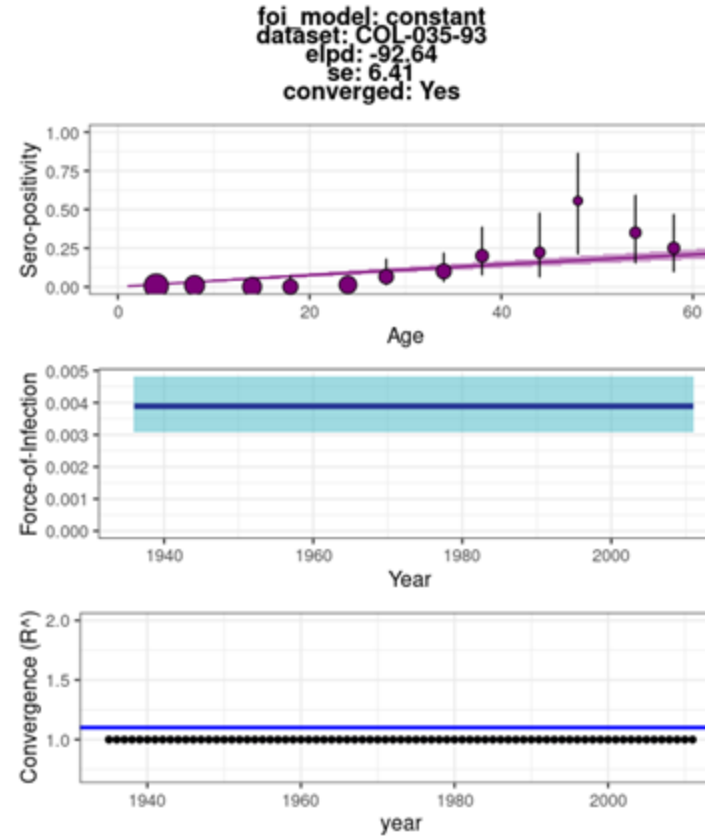 foi_model: constant
dataset: COL-035-93
elpd: -92.64
se: 6.41
converged: Yes
1.00
0.75
0.50
0.25
0.00
Sero-positivity
0 20 40 60
Age
0.005
0.004
0.003
0.002
0.001
0.000
Force-of-Infection
1940 1960 1980 2000
Year
2.0
1.5
1.0
Convergence (R^)
1940 1960 1980 2000
year